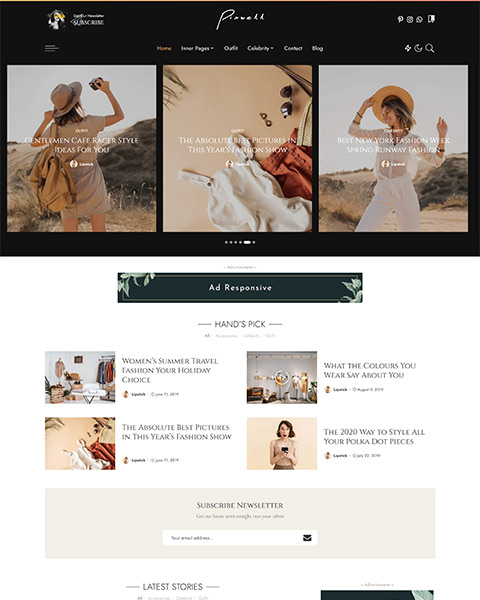 Get Our Newsletter
SUBSCRIBE
Pixwell
Home
Inner Pages
Outfit
Celebrity
Contact
Blog
OUTFIT
Gentlemen Cafe Racer Style
Ideas For You
Lipstick
OUTFIT
The Absolute Best Pictures in
This Year's Fashion Show
Lipstick
CELEBRITY
Best New York Fashion Week
Spring Runway Fashion
Lipstick
- Advertisement -
Ad Responsive
HAND'S PICK
All
Accessories
Celebrity
Outfit
Women's Summer Travel
Fashion Your Holiday
Choice
Lipstick
June 11, 2019
What the Colours You
Wear Say About You
Lipstick
August 9, 2019
The Absolute Best Pictures
in This Year's Fashion Show
Lipstick
June 11, 2019
The 2020 Way to Style All
Your Polka Dot Pieces
Lipstick
July 22, 2019
Subscribe Newsletter
Get our latest news straight into your inbox
Your email address...
LATEST STORIES
All
Accessories
Celebrity
Outfit
- Advertisement -